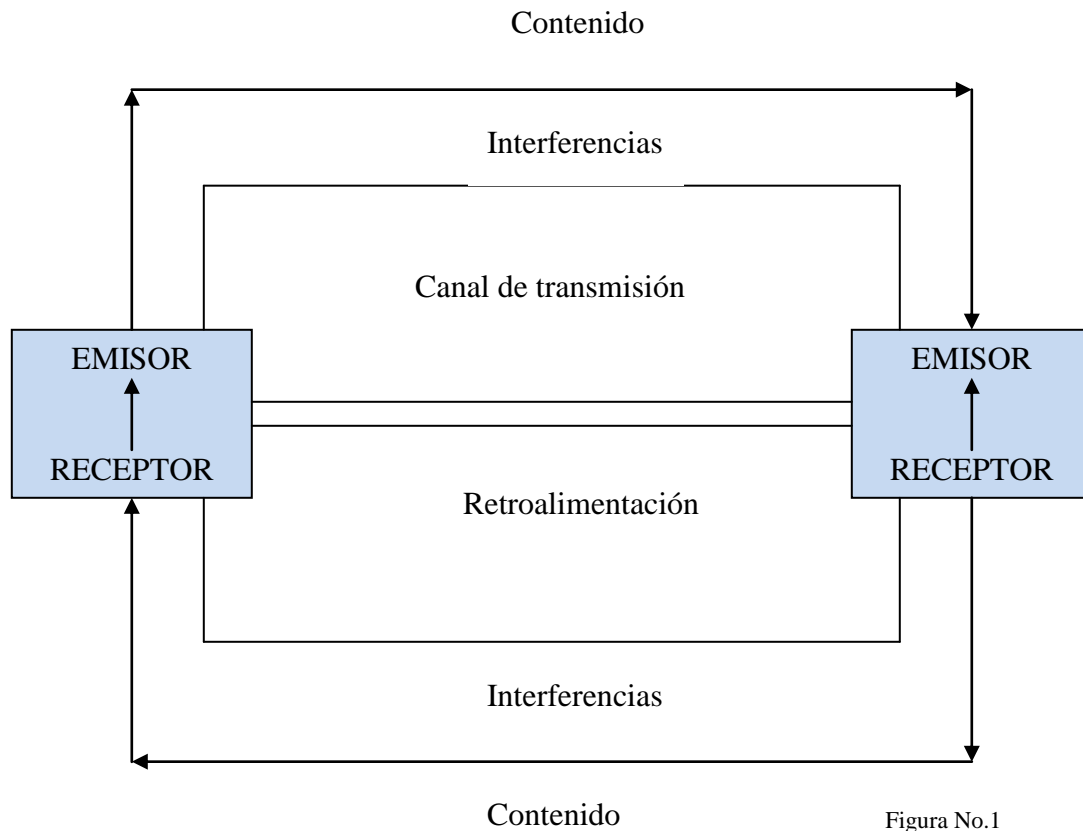 Contenido
Interferencias
Canal de transmisión
EMISOR
EMISOR
RECEPTOR
RECEPTOR
Retroalimentación
Interferencias
Contenido
Figura No.1